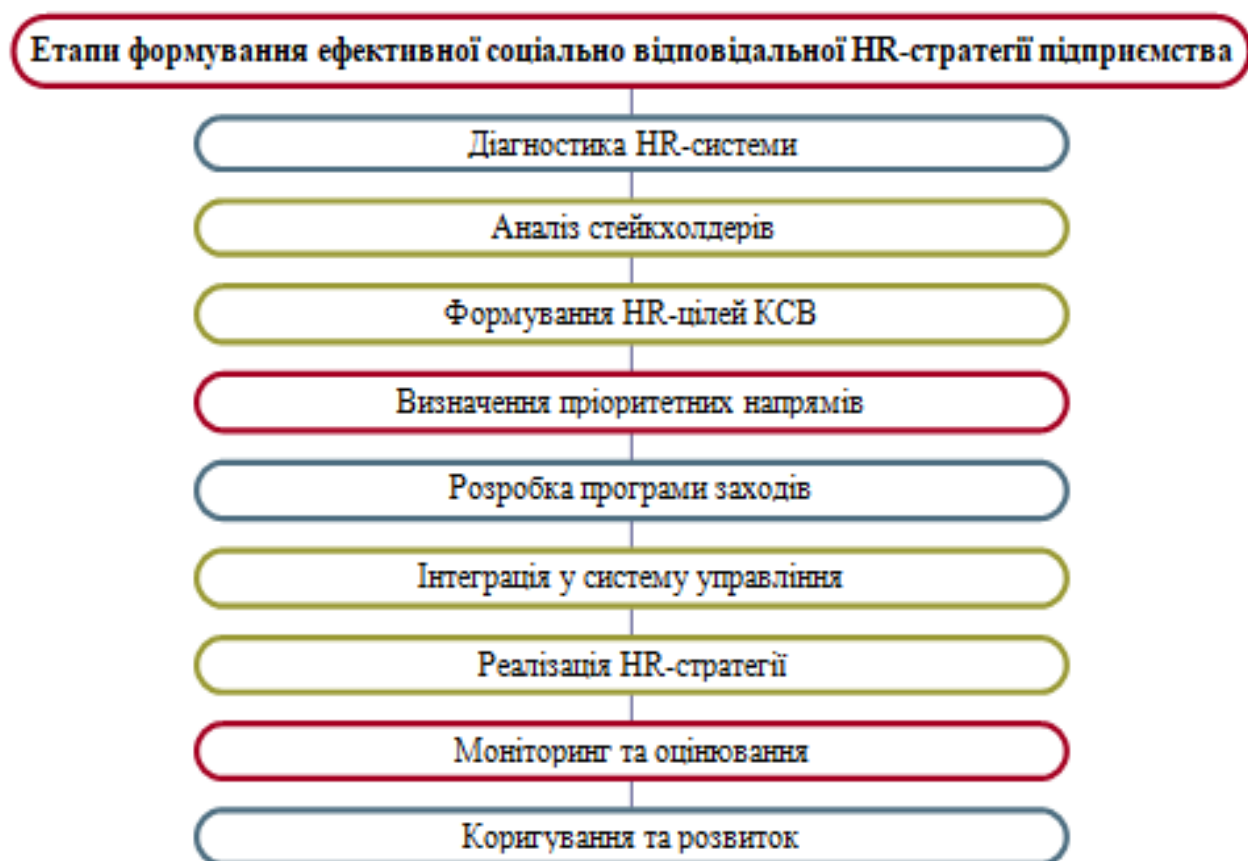 Етапи формування ефективної соціально відповідальної HR-стратегії підприємства
Діагностика HR-системи
Аналіз стейкхолдерів
Формування HR-цілей КСВ
Визначення пріоритетних напрямів
Розробка програми заходів
Інтеграція у систему управління
Реалізація HR-стратегії
Моніторинг та оцінювання
Коригування та розвиток